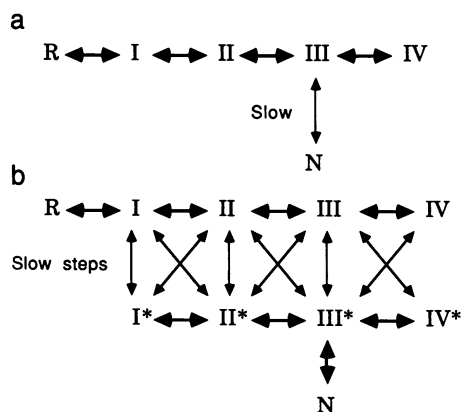 a
R I II III IV
Slow
N
b
R I II III IV
Slow steps
I* II* III* IV*
N